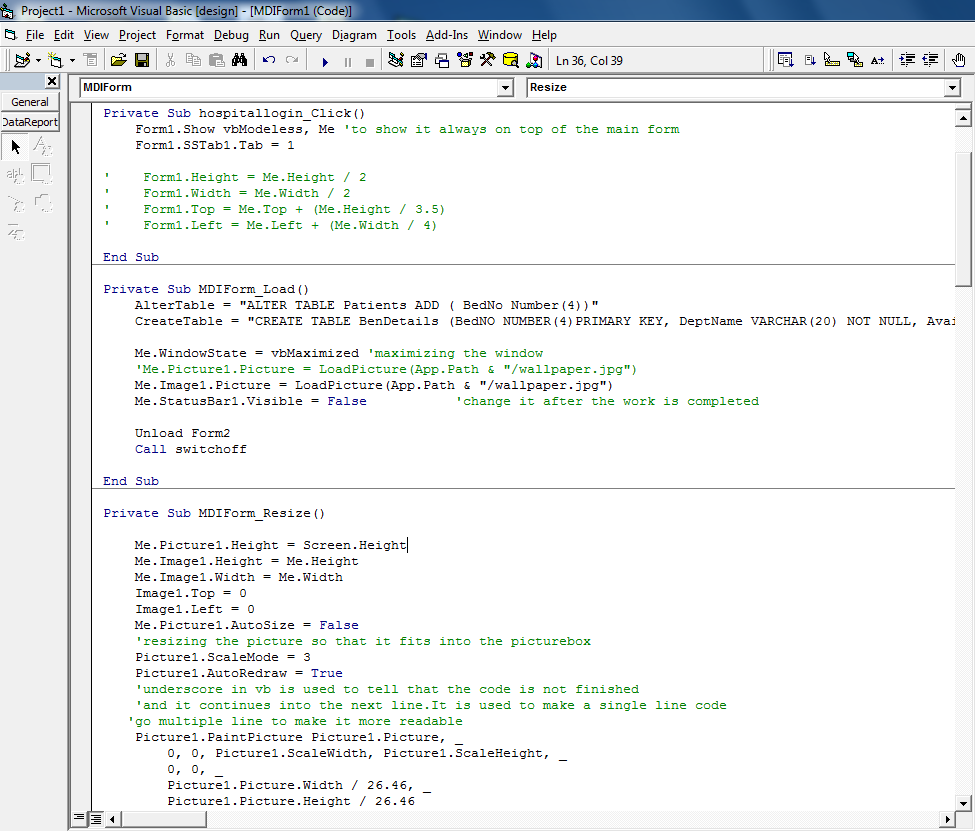 Project1 - Microsoft Visual Basic [design] - [MDIForm1 (Code)]
File Edit View Project Format Debug Run Query Diagram Tools Add-Ins Window Help
Ln 36, Col 39
General
DataReport
MDIForm
Resize
Private Sub hospitallogin_Click()
    Form1.Show vbModeless, Me 'to show it always on top of the main form
    Form1.SSTab1.Tab = 1
'    Form1.Height = Me.Height / 2
'    Form1.Width = Me.Width / 2
'    Form1.Top = Me.Top + (Me.Height / 3.5)
'    Form1.Left = Me.Left + (Me.Width / 4)
End Sub
Private Sub MDIForm_Load()
    AlterTable = "ALTER TABLE Patients ADD ( BedNo Number(4))"
    CreateTable = "CREATE TABLE BenDetails (BedNO NUMBER(4)PRIMARY KEY, DeptName VARCHAR(20) NOT NULL, Avai
    Me.WindowState = vbMaximized 'maximizing the window
    'Me.Picture1.Picture = LoadPicture(App.Path & "/wallpaper.jpg")
    Me.Image1.Picture = LoadPicture(App.Path & "/wallpaper.jpg")
    Me.StatusBar1.Visible = False           'change it after the work is completed
    Unload Form2
    Call switchoff
End Sub
Private Sub MDIForm_Resize()
    Me.Picture1.Height = Screen.Height
    Me.Image1.Height = Me.Height
    Me.Image1.Width = Me.Width
    Image1.Top = 0
    Image1.Left = 0
    Me.Picture1.AutoSize = False
    'resizing the picture so that it fits into the picturebox
    Picture1.ScaleMode = 3
    Picture1.AutoRedraw = True
    'underscore in vb is used to tell that the code is not finished
    'and it continues into the next line.It is used to make a single line code
   'go multiple line to make it more readable
    Picture1.PaintPicture Picture1.Picture, _
        0, 0, Picture1.ScaleWidth, Picture1.ScaleHeight, _
        0, 0, _
        Picture1.Picture.Width / 26.46, _
        Picture1.Picture.Height / 26.46